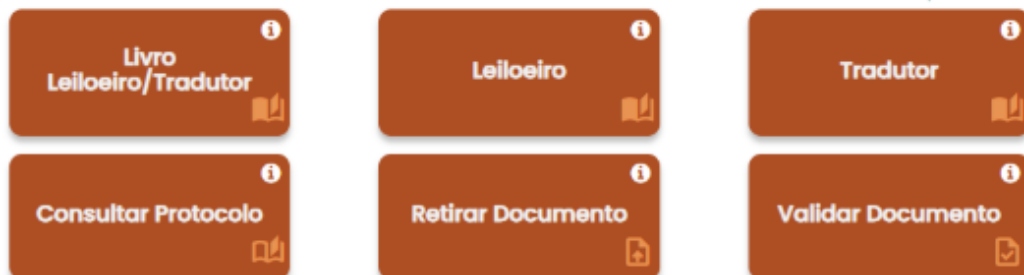 Livro
Leiloeiro/Tradutor
Leiloeiro
Tradutor
Consultar Protocolo
Retirar Documento
Validar Documento